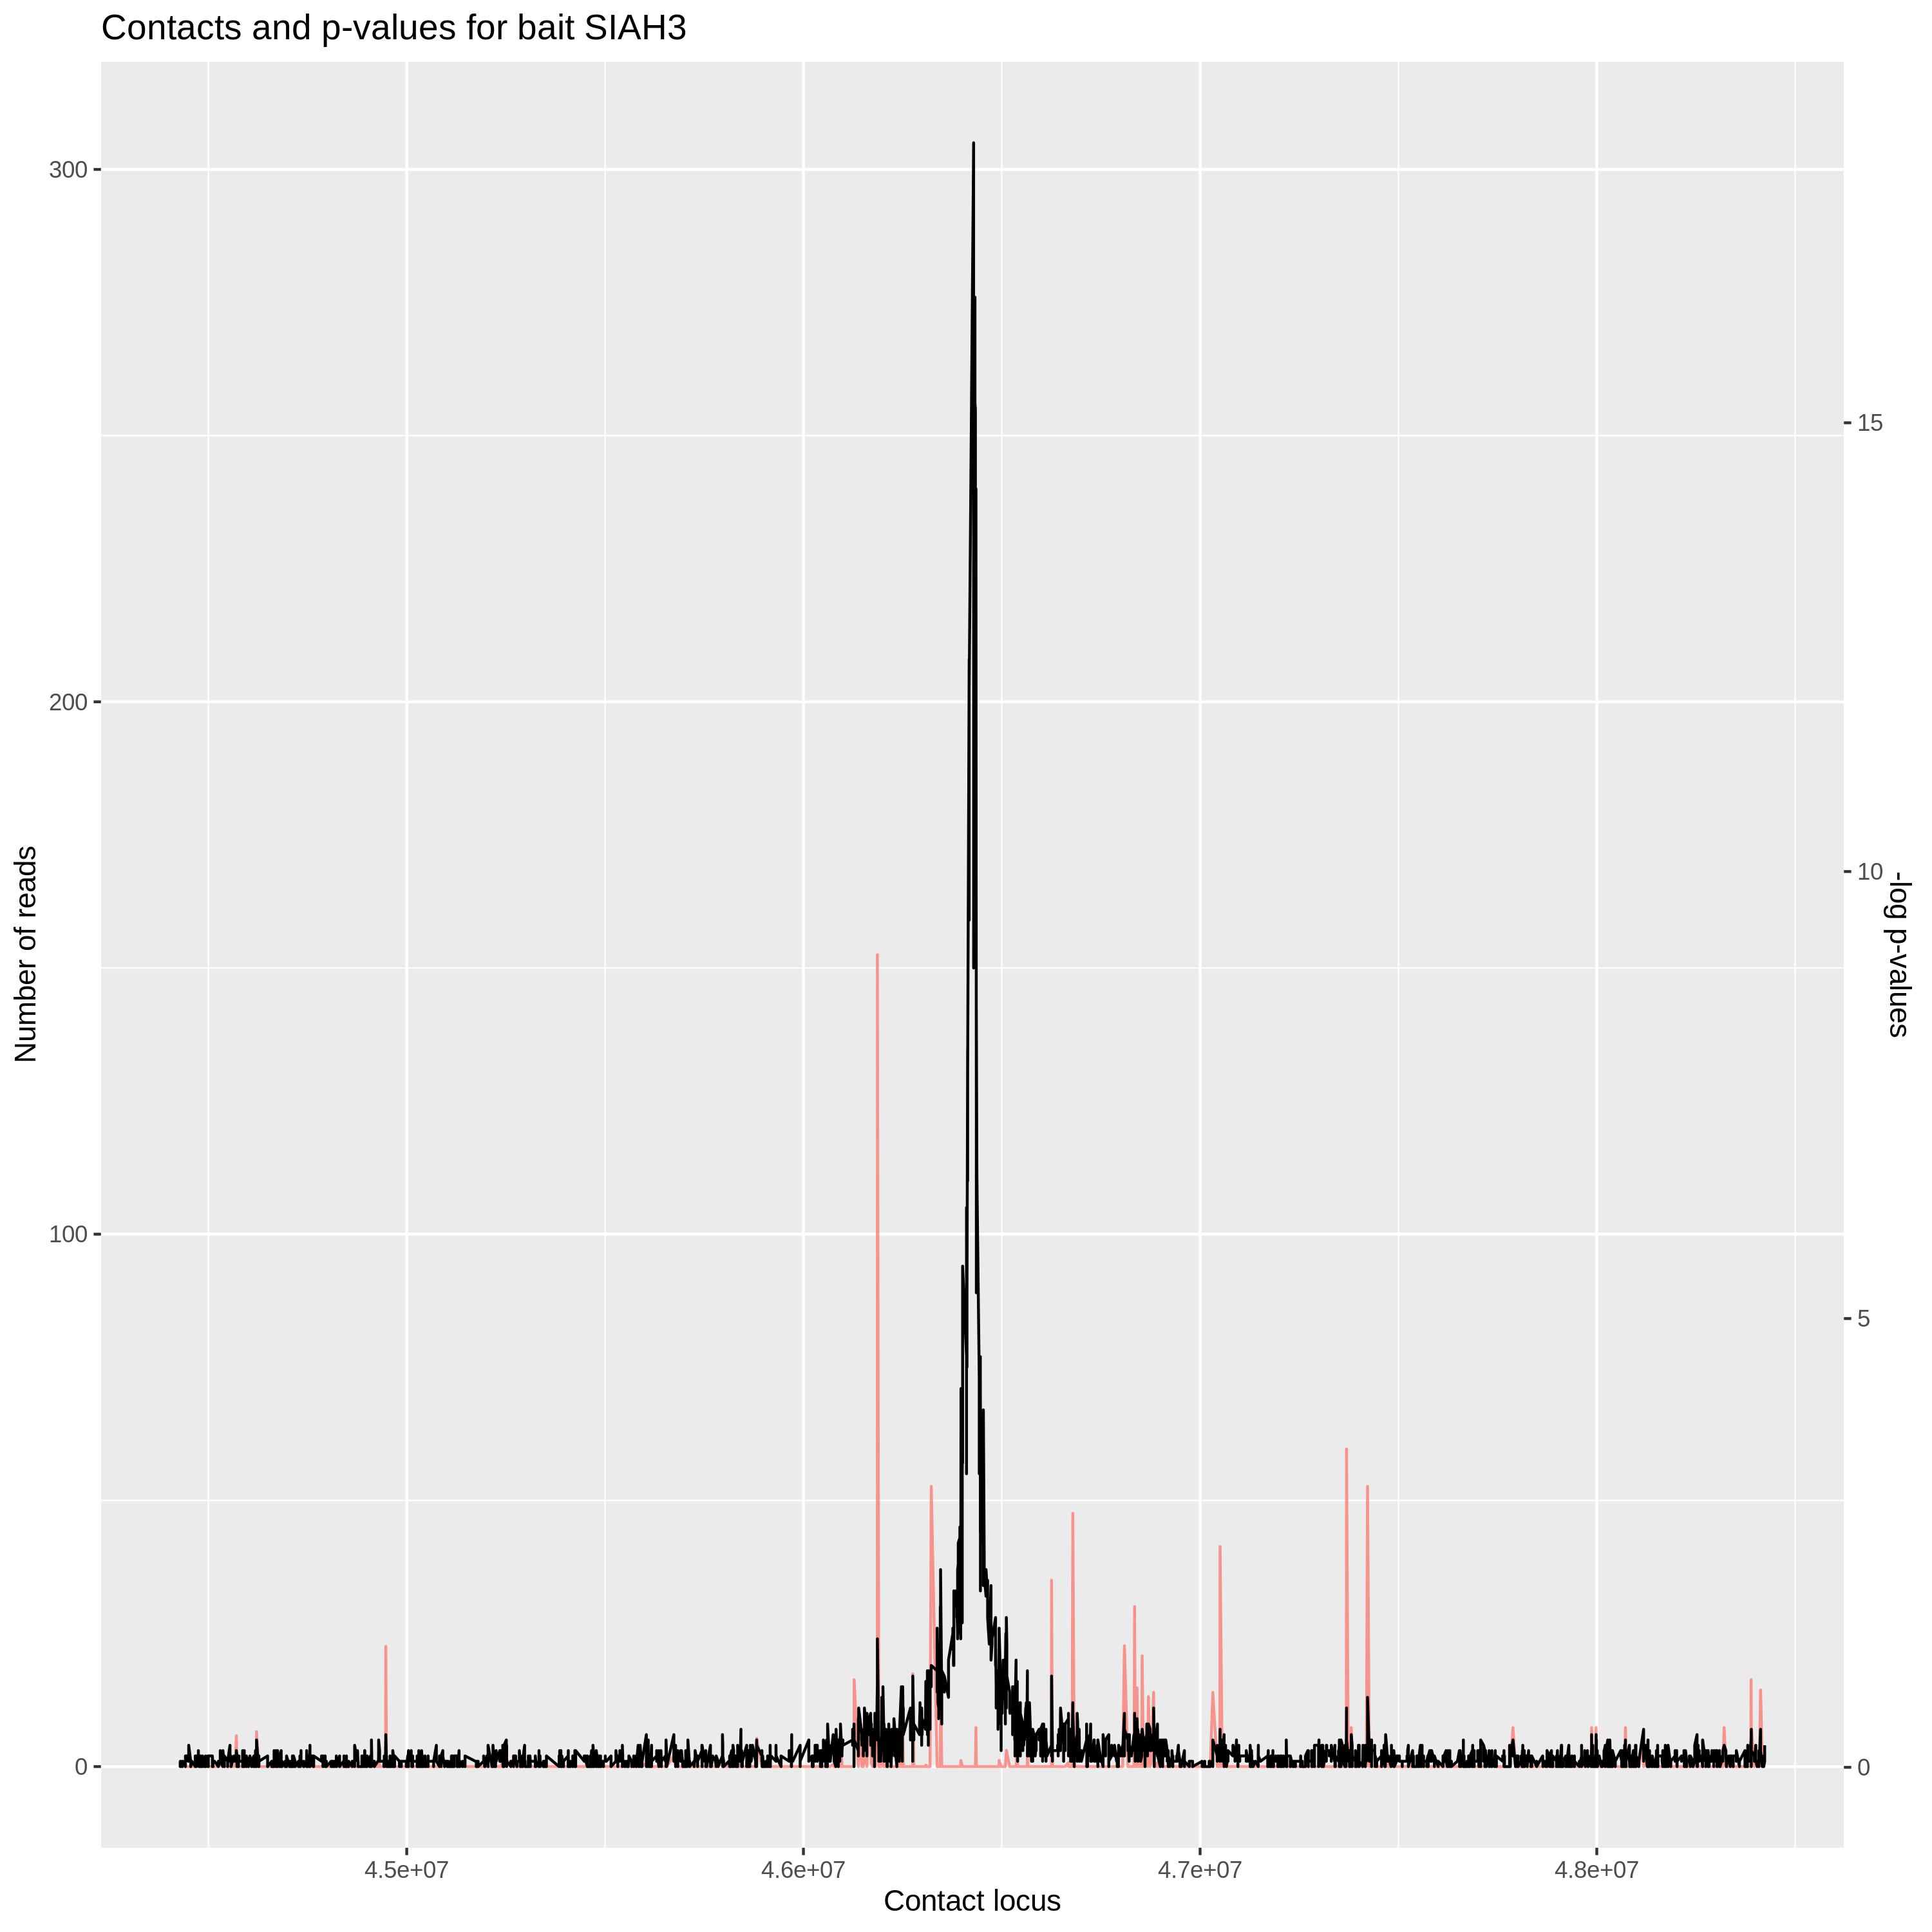 Contacts and p-values for bait SIAH3
300
200
100
0
Number of reads
15
10
5
0
-log p-values
4.5e+07
4.6e+07
4.7e+07
4.8e+07
Contact locus